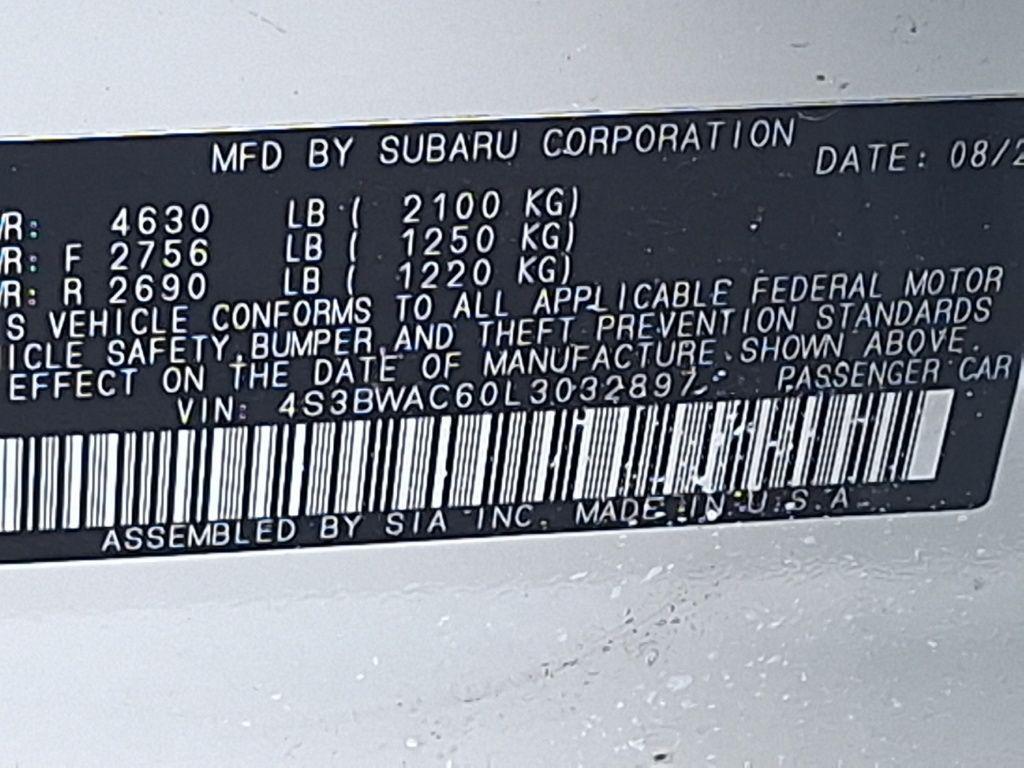 MFD BY SUBARU CORPORATION DATE: 08/2
R: 4630 LB ( 2100 KG)
R: F 2756 LB ( 1250 KG)
R: R 2690 LB ( 1220 KG)
S VEHICLE CONFORMS TO ALL APPLICABLE FEDERAL MOTOR
ICLE SAFETY, BUMPER, AND THEFT PREVENTION STANDARDS
EFFECT ON THE DATE OF MANUFACTURE SHOWN ABOVE.
VIN: 4S3BWAC60L3032897 PASSENGER CAR
ASSEMBLED BY SIA INC. MADE IN U.S.A.